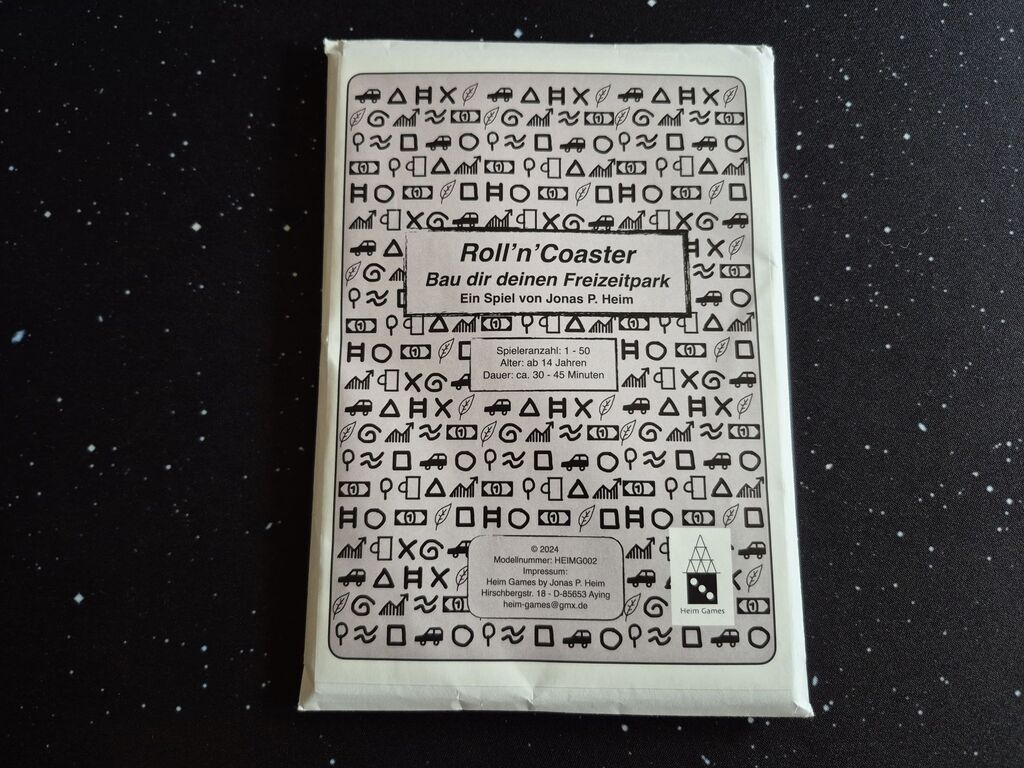 Roll'n'Coaster
Bau dir deinen Freizeitpark
Ein Spiel von Jonas P. Heim
Spieleranzahl: 1 - 50
Alter: ab 14 Jahren
Dauer: ca. 30 - 45 Minuten
© 2024
Modellnummer: HEIMG002
Impressum:
Heim Games by Jonas P. Heim
Hirschbergstr. 18 - D-85653 Aying
heim-games@gmx.de
Heim Games